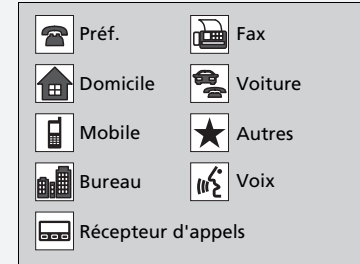 Préf.
Fax
Domicile
Voiture
Mobile
Autres
Bureau
Voix
Récepteur d'appels